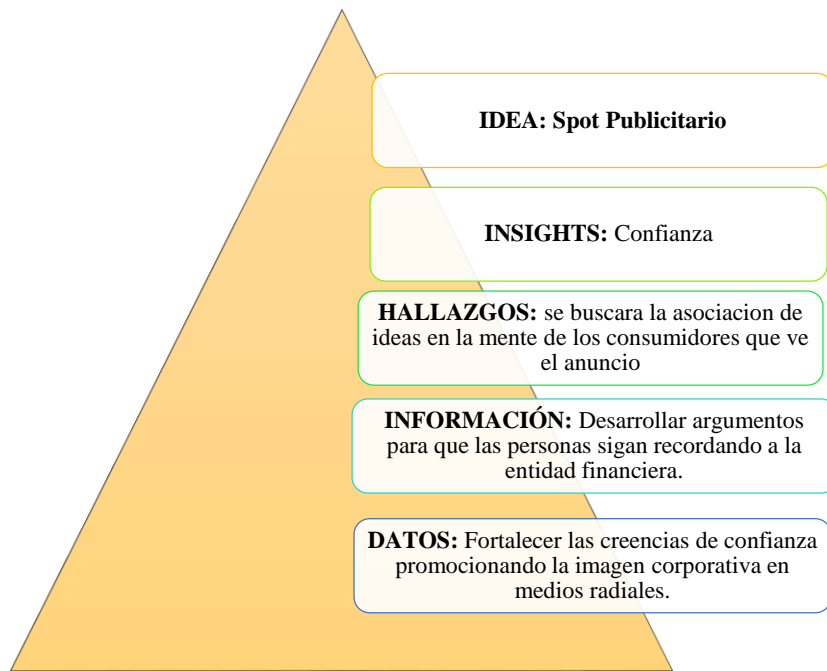 IDEA: Spot Publicitario
INSIGHTS: Confianza
HALLAZGOS: se buscara la asociacion de
ideas en la mente de los consumidores que ve
el anuncio
INFORMACIÓN: Desarrollar argumentos
para que las personas sigan recordando a la
entidad financiera.
DATOS: Fortalecer las creencias de confianza
promocionando la imagen corporativa en
medios radiales.